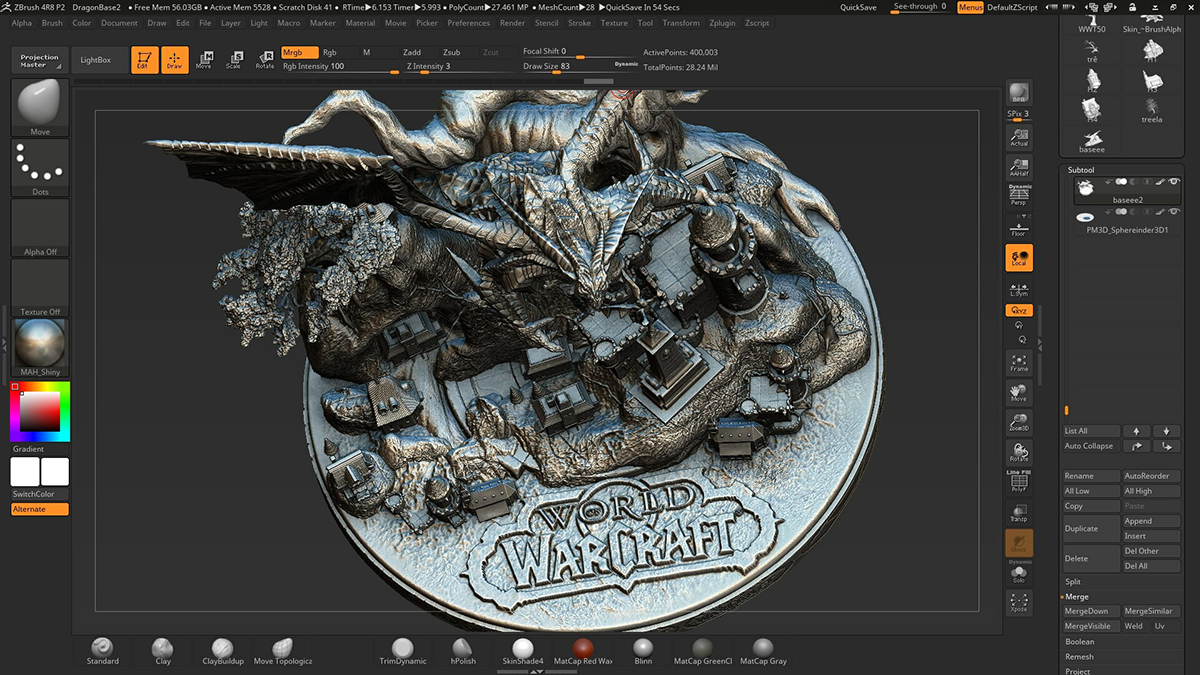 ZBrush 4R8 P2 DragonBase2 • Free Mem 56.03GB • Active Mem 5528 • Scratch Disk 41 • RTime▶6.153 Timer▶5.993 • PolyCount▶27.461 MP • MeshCount▶28 ▶QuickSave In 54 Secs QuickSave See-through 0 Menus DefaultZScript
Alpha Brush Color Document Draw Edit File Layer Light Macro Marker Material Movie Picker Preferences Render Stencil Stroke Texture Tool Transform Zplugin Zscript
Projection
Master
LightBox
Edit Draw Move Scale Rotate
Mrgb Rgb M
Rgb Intensity 100
Zadd Zsub Zcut
Z Intensity 3
Focal Shift 0
Draw Size 83 Dynamic
ActivePoints: 400,003
TotalPoints: 28.24 Mil
Move
Dots
Alpha Off
Texture Off
MAH_Shiny
Gradient
SwitchColor
Alternate
WORLD
OF
WARCRAFT
BPR
SPix 3
Actual
AAHalf
Dynamic
Persp
Floor
Local
L.Sym
XYZ
Frame
Move
Zoom3D
Rotate
Line Fill
PolyF
Transp
Ghost
Dynamic
Solo
Xpose
WWT50 Skin_~BrushAlph
tré H1
H2 H3
treela
baseee
Subtool
baseee2
PM3D_Sphereinder3D1
List All
Auto Collapse
Rename AutoReorder
All Low All High
Copy Paste
Duplicate Append
Insert
Delete Del Other
Del All
Split
Merge
MergeDown MergeSimilar
MergeVisible Weld Uv
Boolean
Remesh
Project
Standard Clay ClayBuildup Move Topologica TrimDynamic hPolish SkinShade4 MatCap Red Wax Blinn MatCap GreenCl MatCap Gray